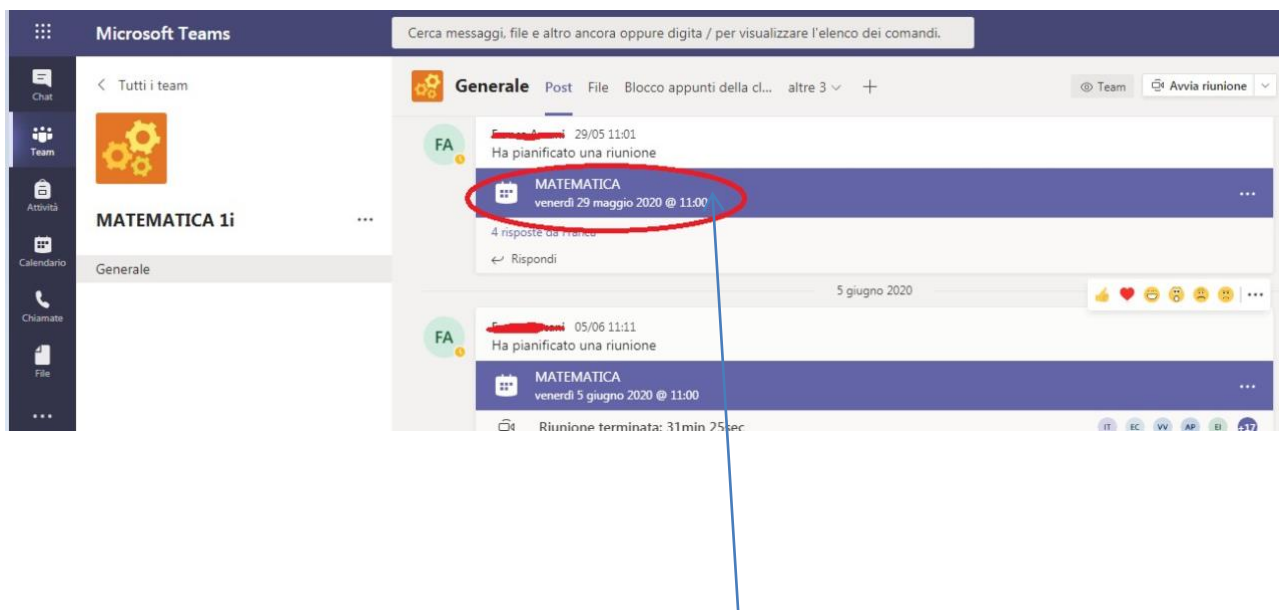 Microsoft Teams
Cerca messaggi, file e altro ancora oppure digita / per visualizzare l'elenco dei comandi.
Chat
Team
Attività
Calendario
Chiamate
File
< Tutti i team
MATEMATICA 1i
...
Generale
Generale Post File Blocco appunti della cl... altre 3 +
Team
Avvia riunione
FA
29/05 11:01
Ha pianificato una riunione
MATEMATICA
venerdì 29 maggio 2020 @ 11:00
4 risposte da Franca
Rispondi
5 giugno 2020
FA
05/06 11:11
Ha pianificato una riunione
MATEMATICA
venerdì 5 giugno 2020 @ 11:00
Riunione terminata: 31min 25sec
IT EC VV AP EI +17